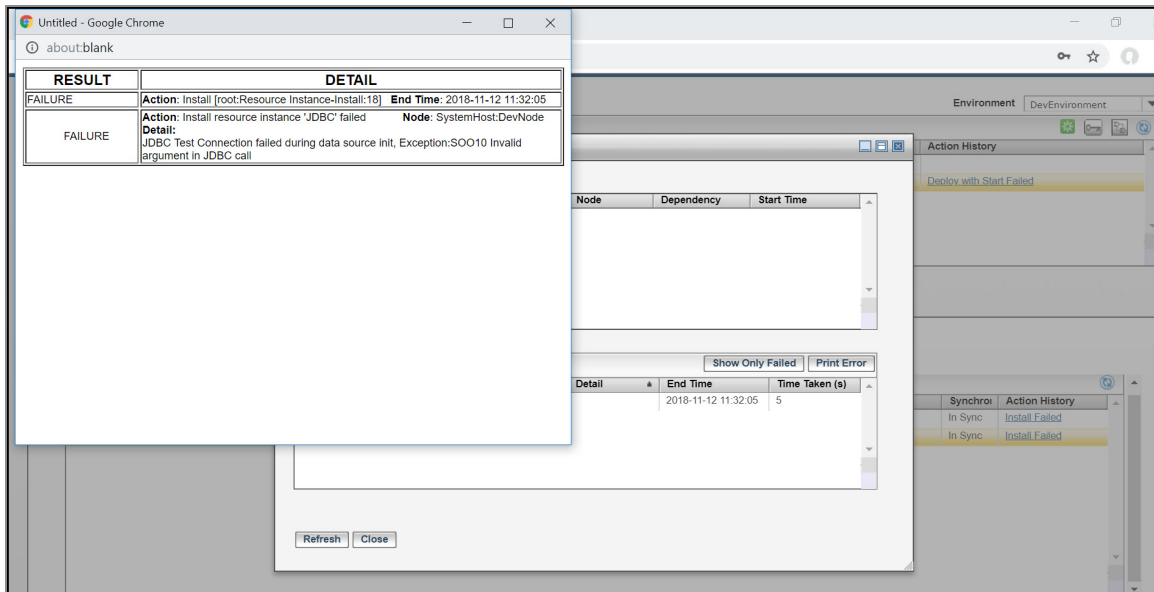 Untitled - Google Chrome
about:blank
RESULT DETAIL
FAILURE Action: Install [root:Resource Instance-Install:18] End Time: 2018-11-12 11:32:05
FAILURE
Action: Install resource instance 'JDBC' failed Node: SystemHost:DevNode
Detail:
JDBC Test Connection failed during data source init, Exception:SOO10 Invalid
argument in JDBC call
Environment DevEnvironment
Action History
Deploy with Start Failed
Node Dependency Start Time
Show Only Failed Print Error
Detail End Time Time Taken (s)
2018-11-12 11:32:05 5
Synchroi Action History
In Sync Install Failed
In Sync Install Failed
Refresh Close